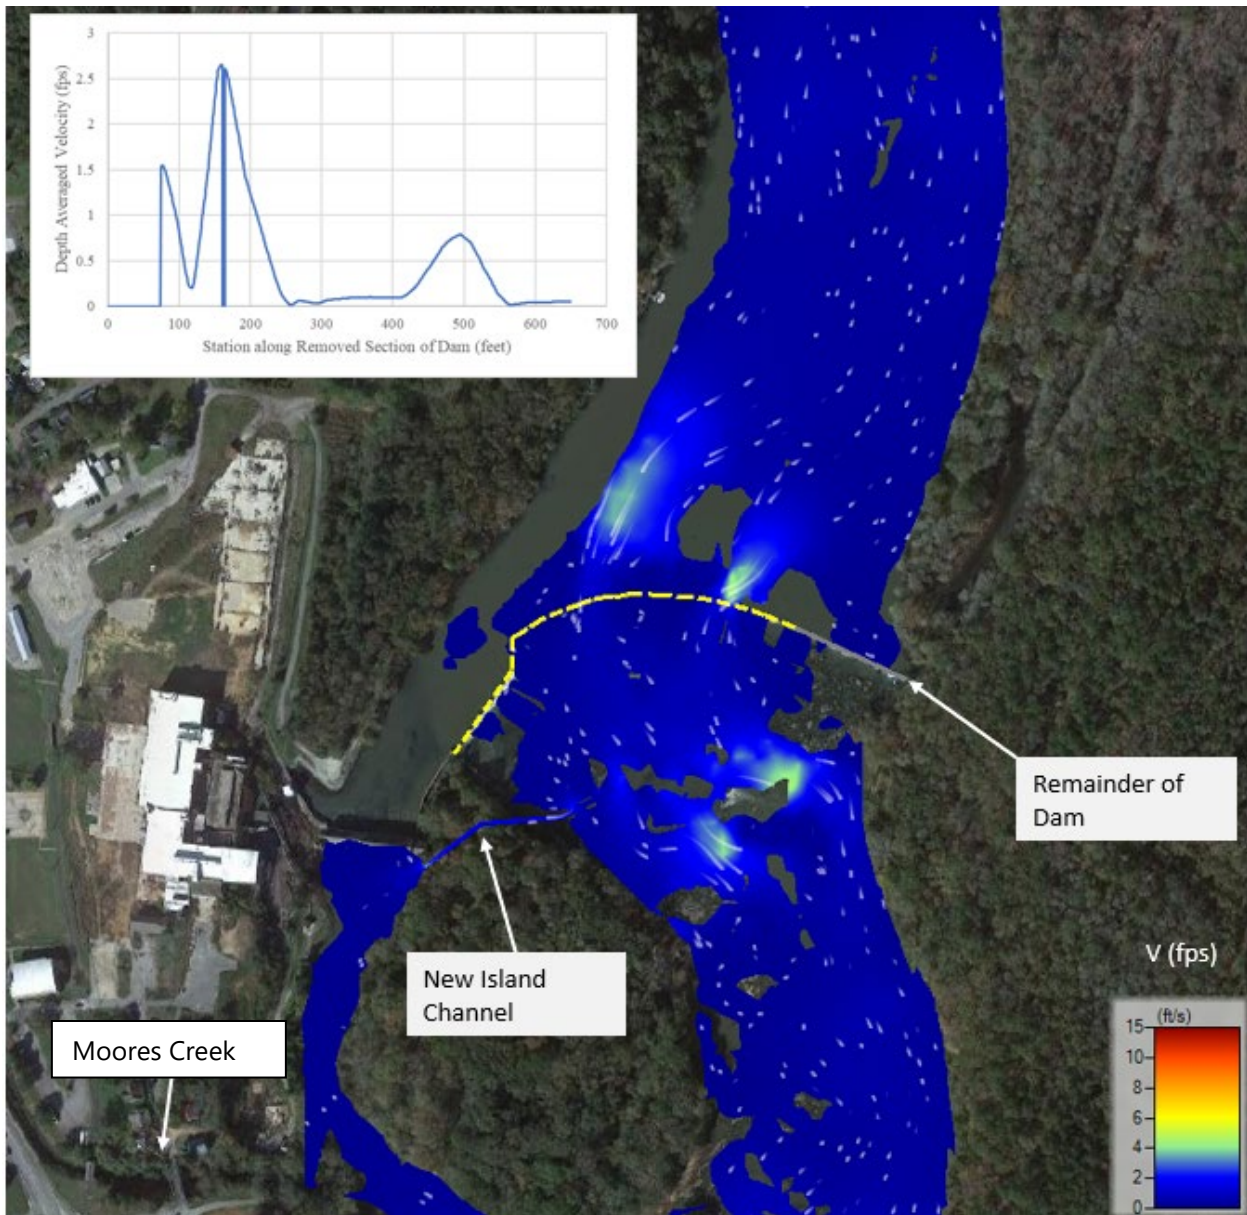 3
2.5
2
1.5
1
0.5
0
Depth Averaged Velocity (fps)
0 100 200 300 400 500 600 700
Station along Removed Section of Dam (feet)
Remainder of
Dam
New Island
Channel
Moores Creek
V (fps)
(ft/s)
15
10
8
6
4
2
0